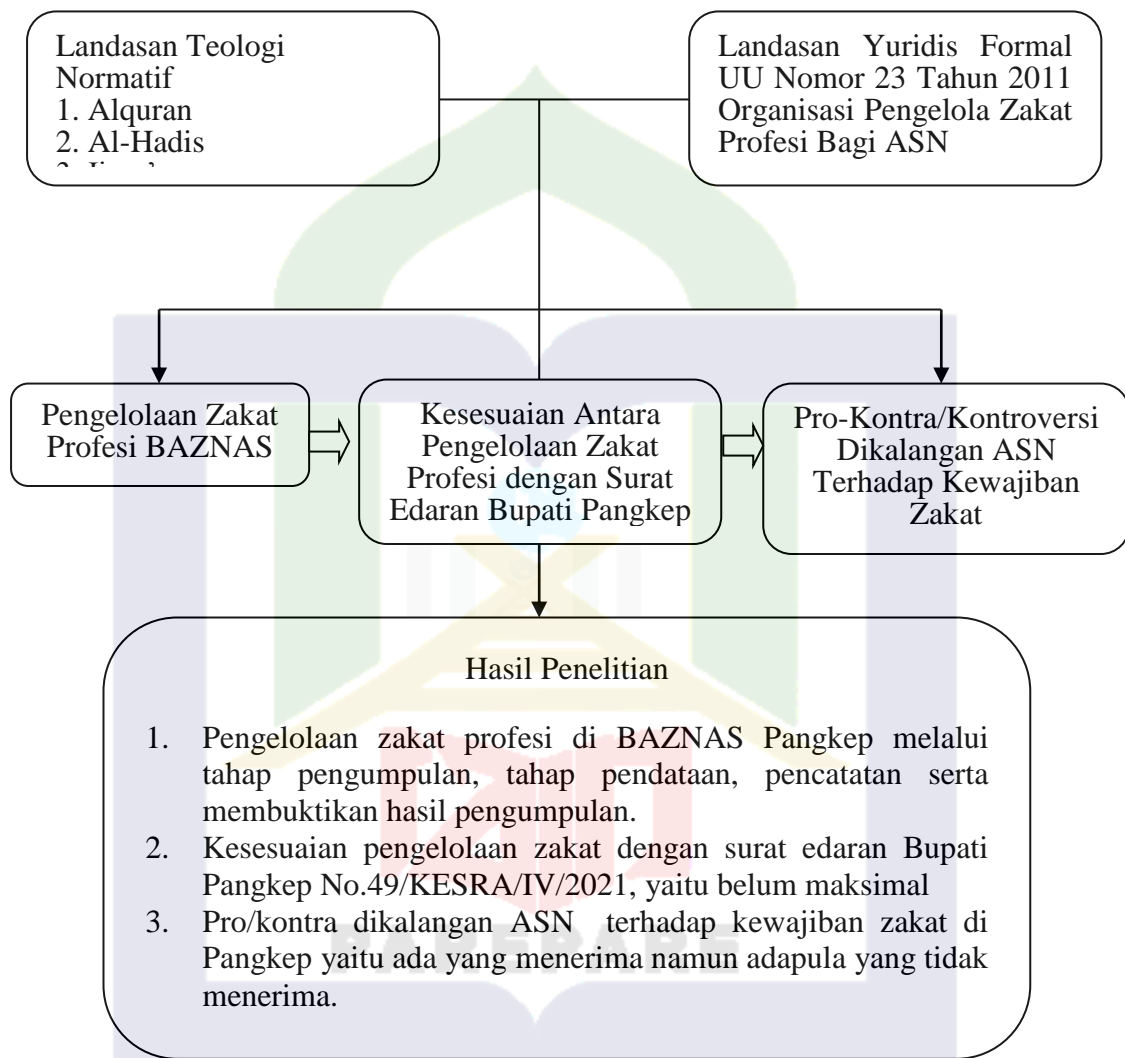 Landasan Teologi
Normatif
1. Alquran
2. Al-Hadis
Landasan Yuridis Formal
UU Nomor 23 Tahun 2011
Organisasi Pengelola Zakat
Profesi Bagi ASN
Pengelolaan Zakat
Profesi BAZNAS
Kesesuaian Antara
Pengelolaan Zakat
Profesi dengan Surat
Edaran Bupati Pangkep
Pro-Kontra/Kontroversi
Dikalangan ASN
Terhadap Kewajiban
Zakat
Hasil Penelitian
1. Pengelolaan zakat profesi di BAZNAS Pangkep melalui
tahap pengumpulan, tahap pendataan, pencatatan serta
membuktikan hasil pengumpulan.
2. Kesesuaian pengelolaan zakat dengan surat edaran Bupati
Pangkep No.49/KESRA/IV/2021, yaitu belum maksimal
3. Pro/kontra dikalangan ASN terhadap kewajiban zakat di
Pangkep yaitu ada yang menerima namun adapula yang tidak
menerima.
PAREPARE